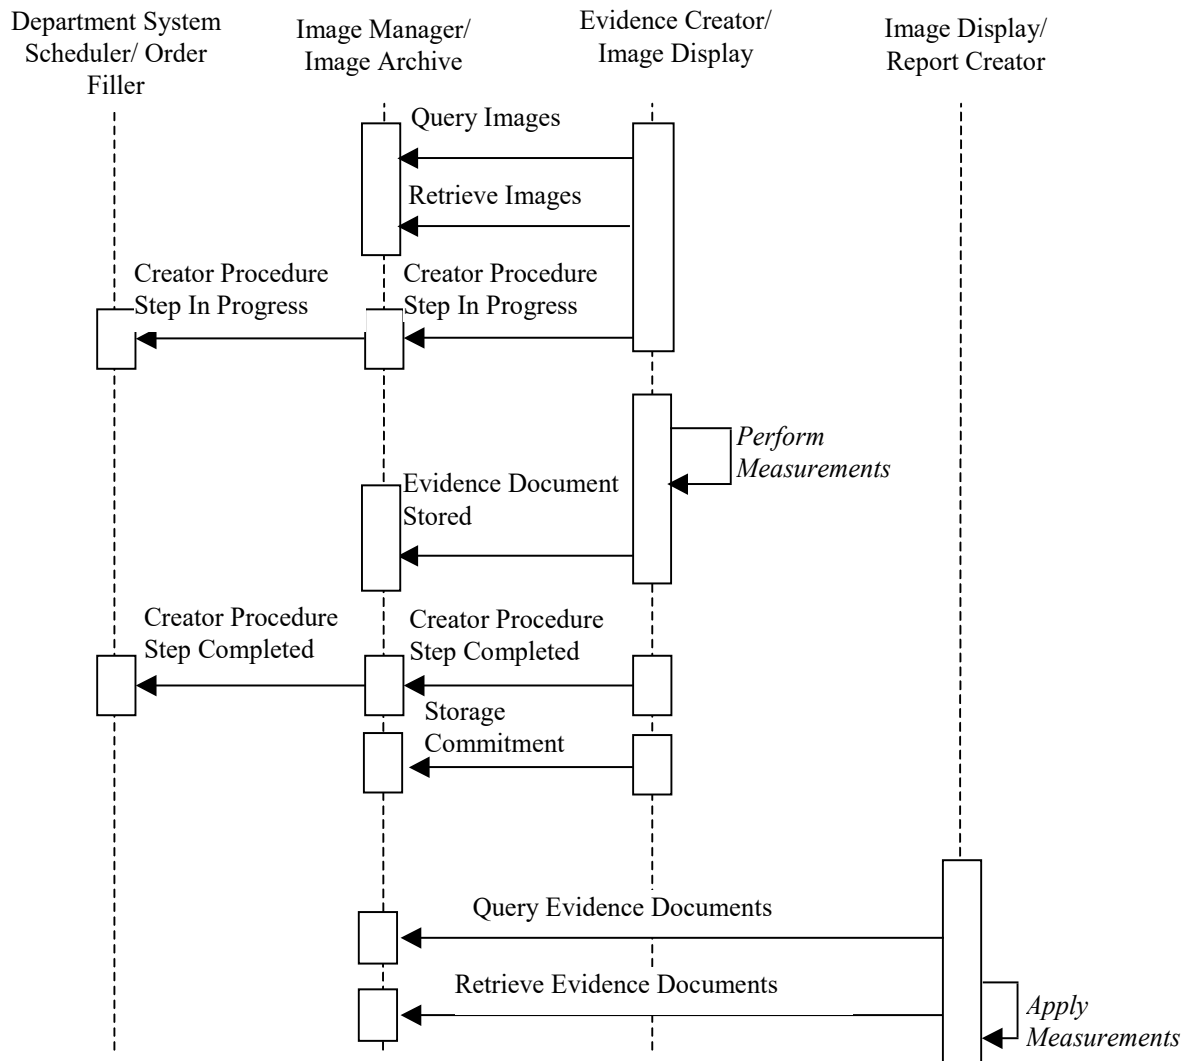 Department System
Scheduler/ Order
Filler
Image Manager/
Image Archive
Evidence Creator/
Image Display
Image Display/
Report Creator
Query Images
Retrieve Images
Creator Procedure
Step In Progress
Creator Procedure
Step In Progress
Perform
Measurements
Evidence Document
Stored
Creator Procedure
Step Completed
Creator Procedure
Step Completed
Storage
Commitment
Query Evidence Documents
Retrieve Evidence Documents
Apply
Measurements